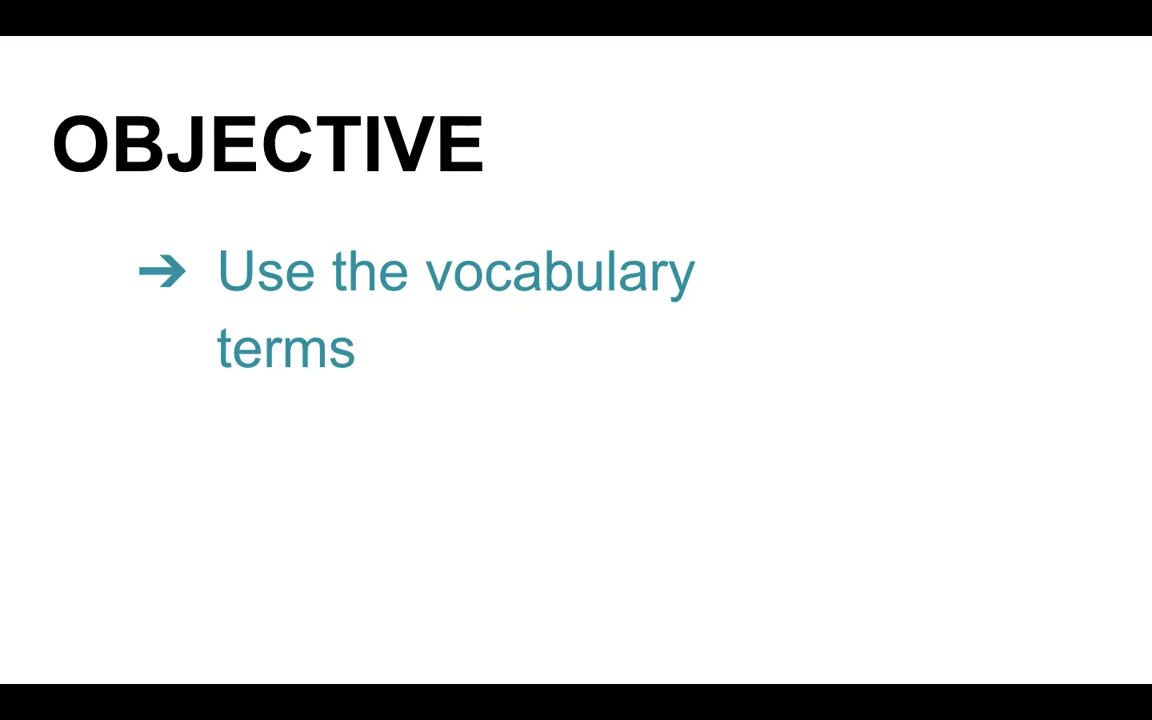 OBJECTIVE
➔ Use the vocabulary
terms